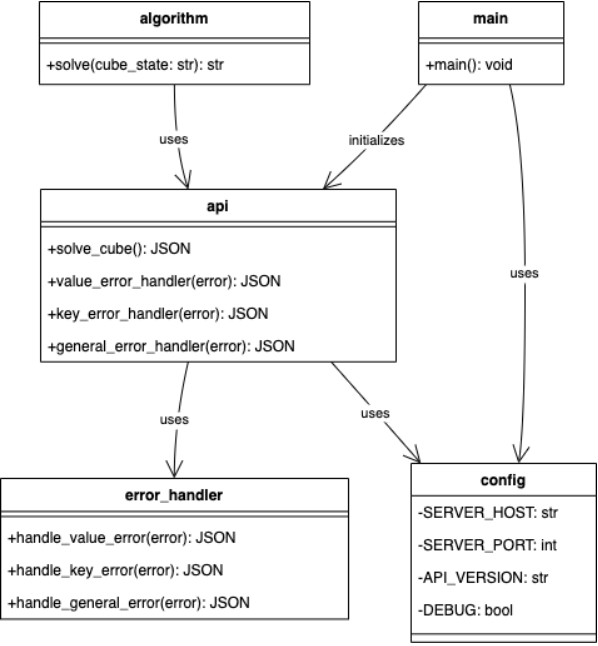 algorithm
+solve(cube_state: str): str
main
+main(): void
uses
initializes
api
+solve_cube(): JSON
+value_error_handler(error): JSON
+key_error_handler(error): JSON
+general_error_handler(error): JSON
uses
uses
uses
error_handler
+handle_value_error(error): JSON
+handle_key_error(error): JSON
+handle_general_error(error): JSON
config
-SERVER_HOST: str
-SERVER_PORT: int
-API_VERSION: str
-DEBUG: bool